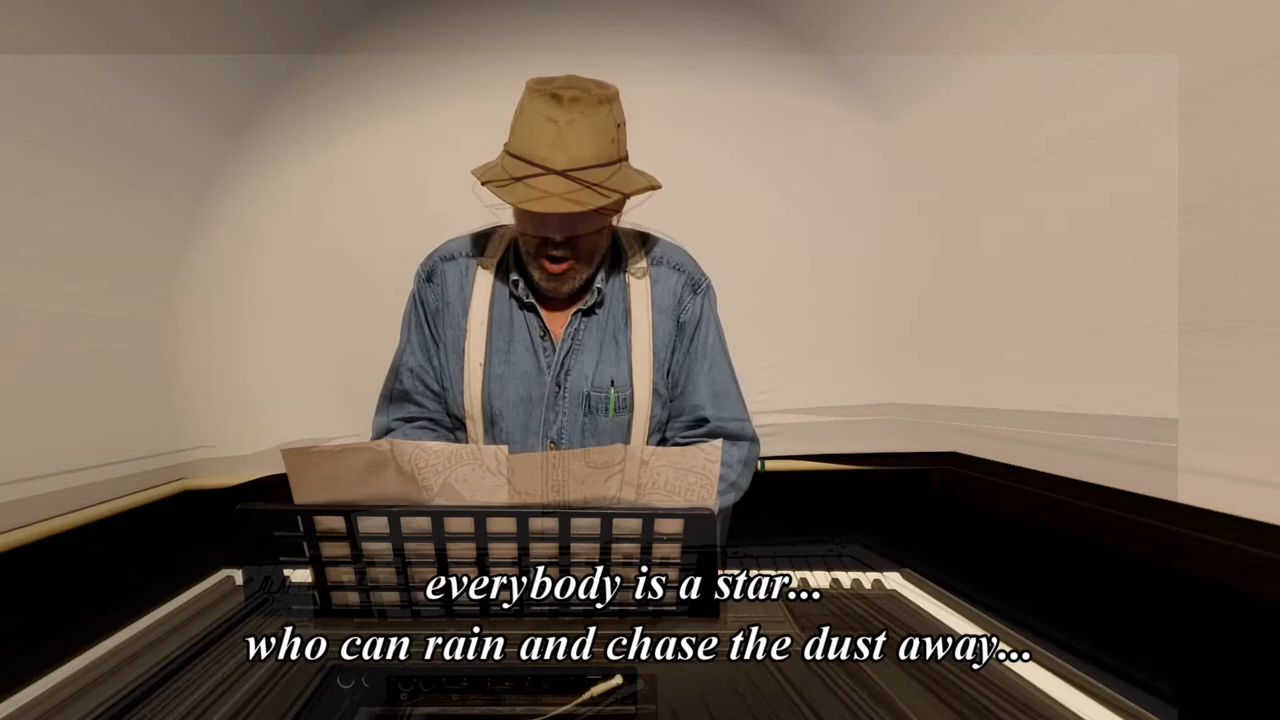 everybody is a star...
who can rain and chase the dust away...